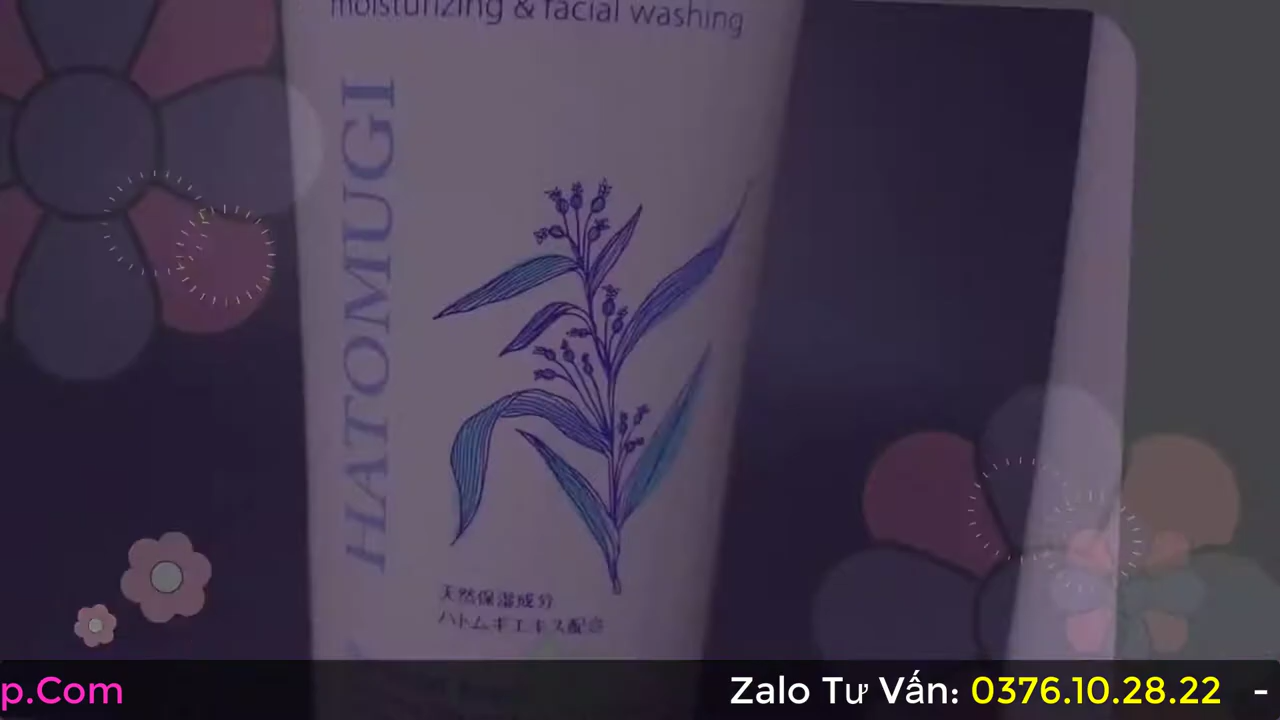 moisturizing & facial washing
HATOMUGI
天然保湿成分
ハトムギエキス配合
p.Com Zalo Tư Vấn: 0376.10.28.22 -